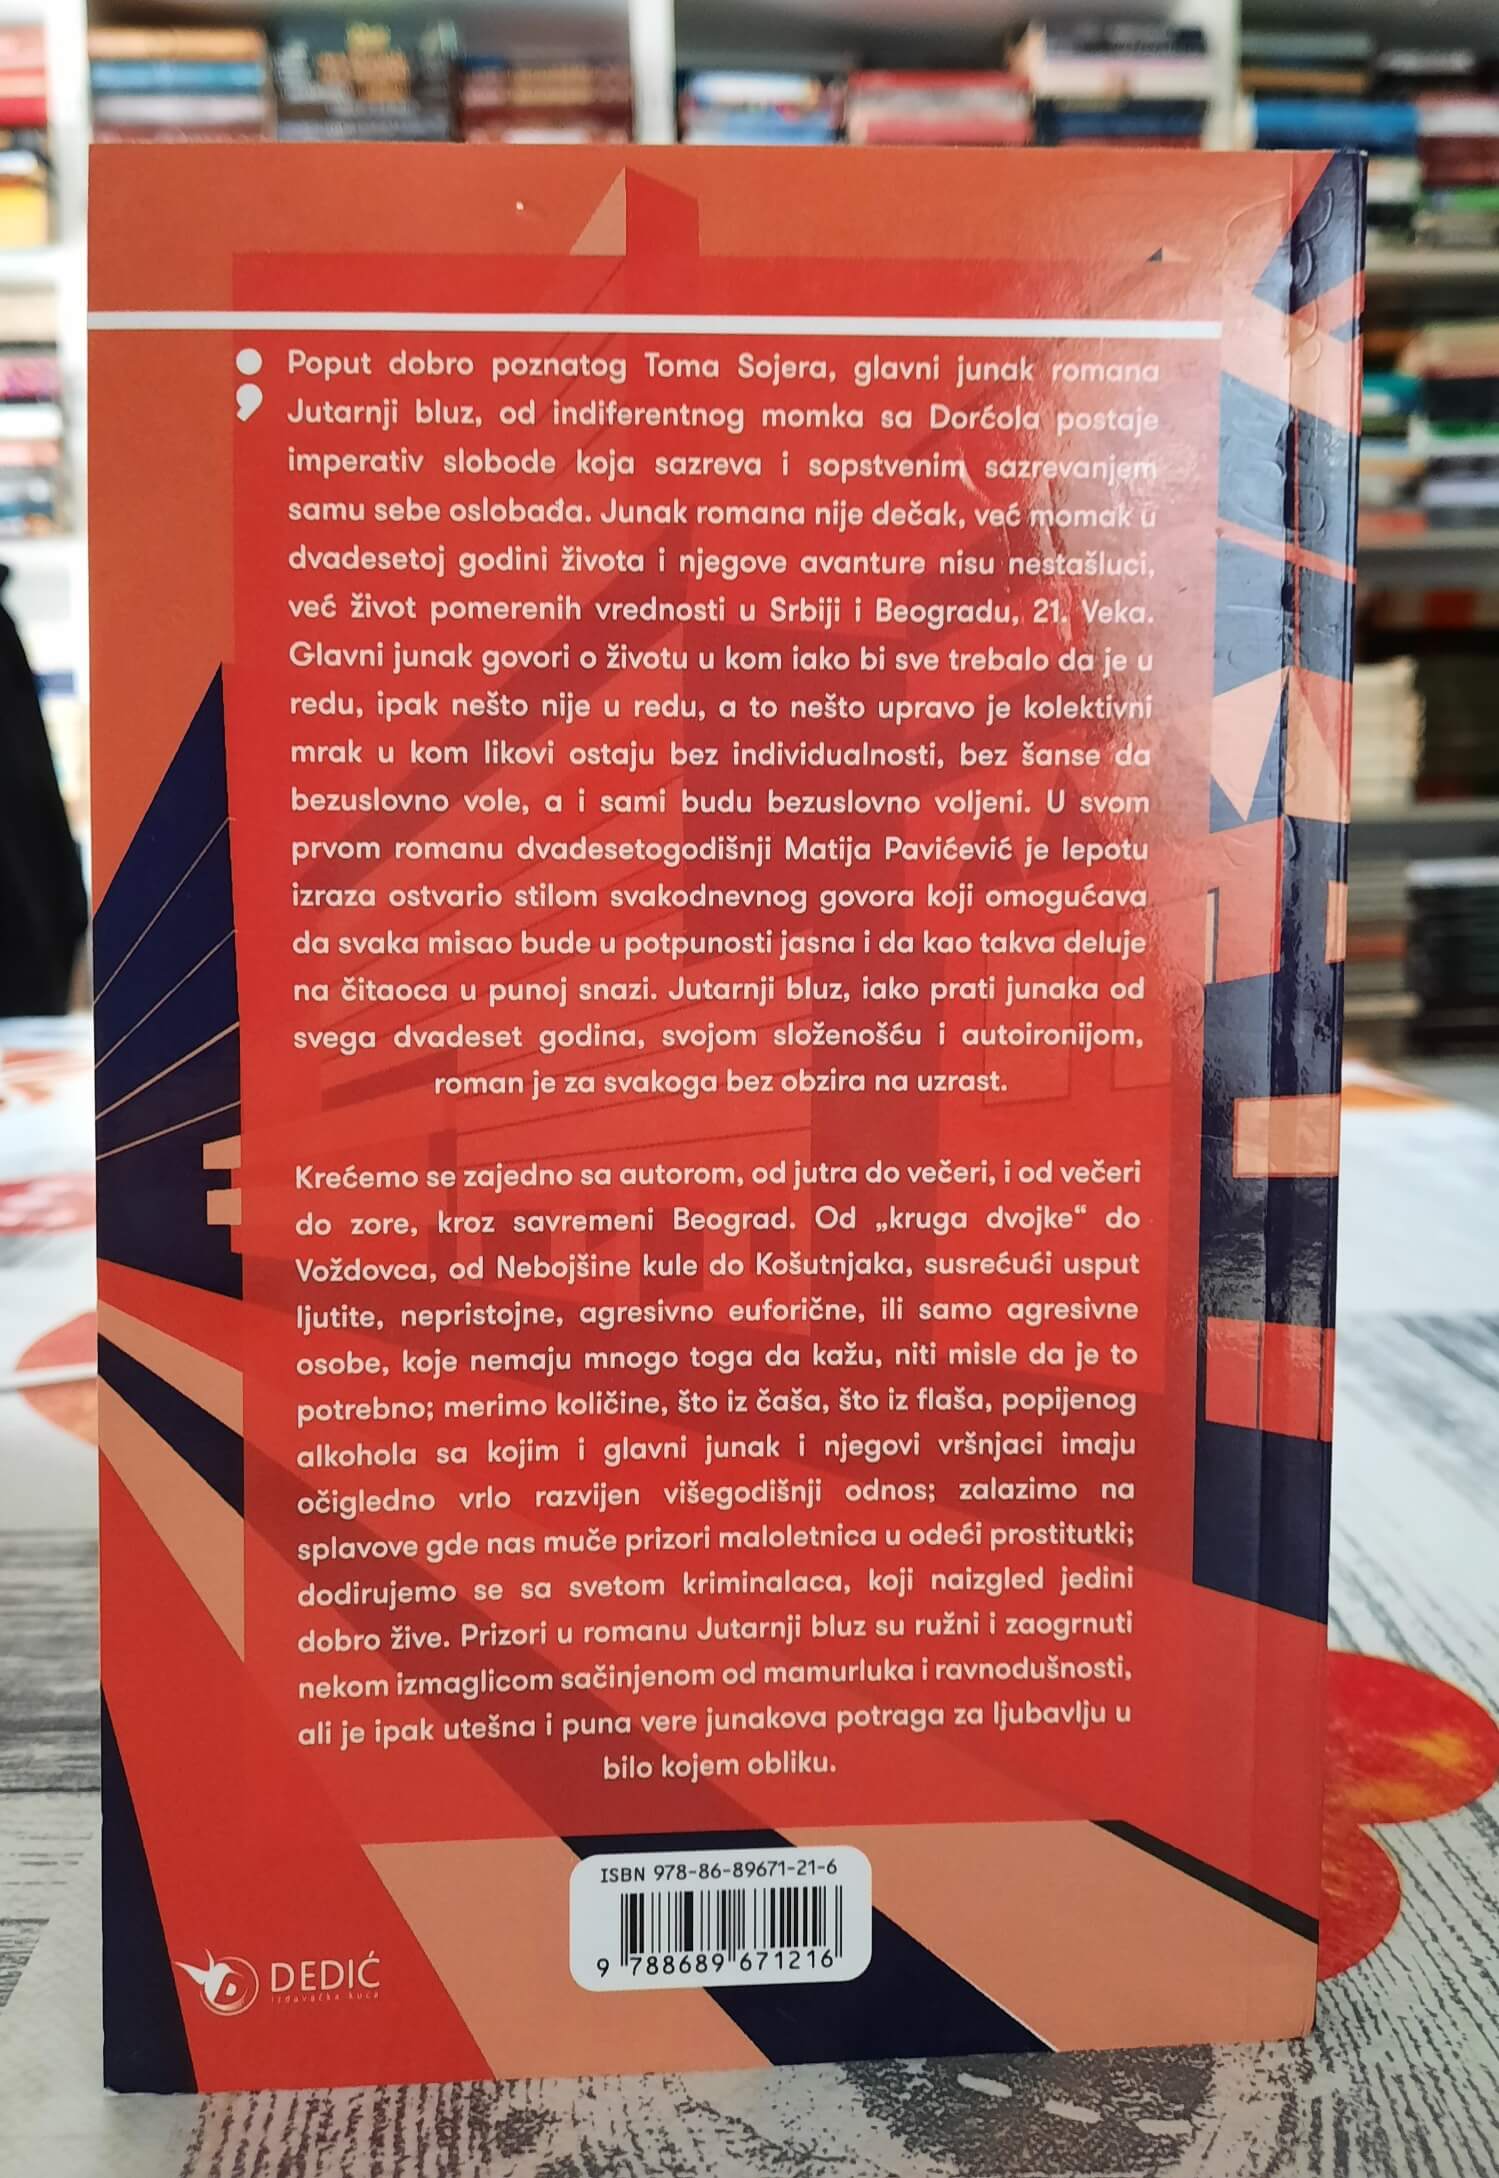 Poput dobro poznatog Toma Sojera, glavni junak romana
Jutarnji bluz, od indiferentnog momka sa Dorćola postaje
imperativ slobode koja sazreva i sopstvenim sazrevanjem
samu sebe oslobađa. Junak romana nije dečak, već momak u
dvadesetoj godini života i njegove avanture nisu nestašluci,
već život pomerenih vrednosti u Srbiji i Beogradu, 21. Veka.
Glavni junak govori o životu u kom iako bi sve trebalo da je u
redu, ipak nešto nije u redu, a to nešto upravo je kolektivni
mrak u kom likovi ostaju bez individualnosti, bez šanse da
bezuslovno vole, a i sami budu bezuslovno voljeni. U svom
prvom romanu dvadesetogodišnji Matija Pavićević je lepotu
izraza ostvario stilom svakodnevnog govora koji omogućava
da svaka misao bude u potpunosti jasna i da kao takva deluje
na čitaoca u punoj snazi. Jutarnji bluz, iako prati junaka od
svega dvadeset godina, svojom složenošću i autoironijom,
roman je za svakoga bez obzira na uzrast.
Krećemo se zajedno sa autorom, od jutra do večeri, i od večeri
do zore, kroz savremeni Beograd. Od „kruga dvojke“ do
Voždovca, od Nebojšine kule do Košutnjaka, susrećući usput
ljutite, nepristojne, agresivno euforične, ili samo agresivne
osobe, koje nemaju mnogo toga da kažu, niti misle da je to
potrebno; merimo količine, što iz čaša, što iz flaša, popijenog
alkohola sa kojim i glavni junak i njegovi vršnjaci imaju
očigledno vrlo razvijen višegodišnji odnos; zalazimo na
splavove gde nas muče prizori maloletnica u odeći prostitutki;
dodirujemo se sa svetom kriminalaca, koji naizgled jedini
dobro žive. Prizori u romanu Jutarnji bluz su ružni i zaogrnuti
nekom izmaglicom sačinjenom od mamurluka i ravnodušnosti,
ali je ipak utešna i puna vere junakova potraga za ljubavlju u
bilo kojem obliku.
ISBN 978-86-89671-21-6
9 788689 671216
DEDIĆ
izdavačka kuća